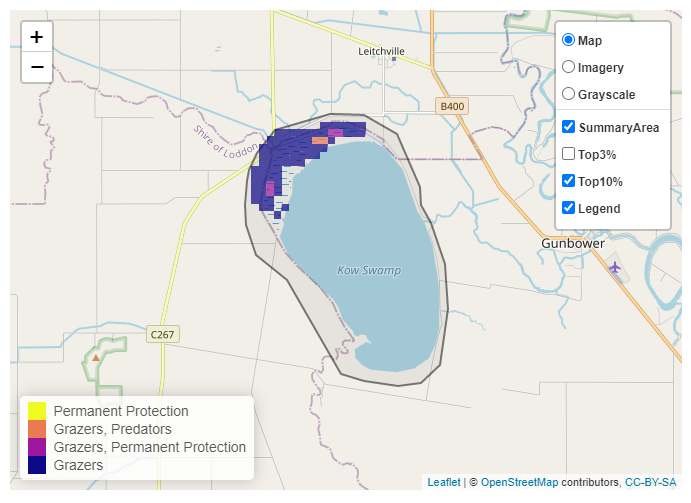 +
−
Leitchville
B400
Shire of Loddon
Gunbower
Kow Swamp
C267
Map
Imagery
Grayscale
SummaryArea
Top3%
Top10%
Legend
Permanent Protection
Grazers, Predators
Grazers, Permanent Protection
Grazers
Leaflet | © OpenStreetMap contributors, CC-BY-SA